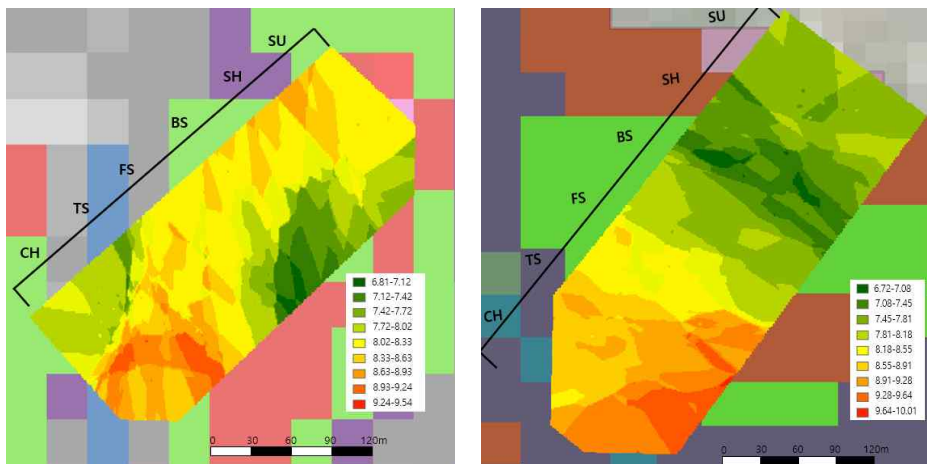 SU
SH
BS
FS
TS
CH
6.81-7.12
7.12-7.42
7.42-7.72
7.72-8.02
8.02-8.33
8.33-8.63
8.63-8.93
8.93-9.24
9.24-9.54
0 30 60 90 120m
SU
SH
BS
FS
TS
CH
6.72-7.08
7.08-7.45
7.45-7.81
7.81-8.18
8.18-8.55
8.55-8.91
8.91-9.28
9.28-9.64
9.64-10.01
0 30 60 90 120m